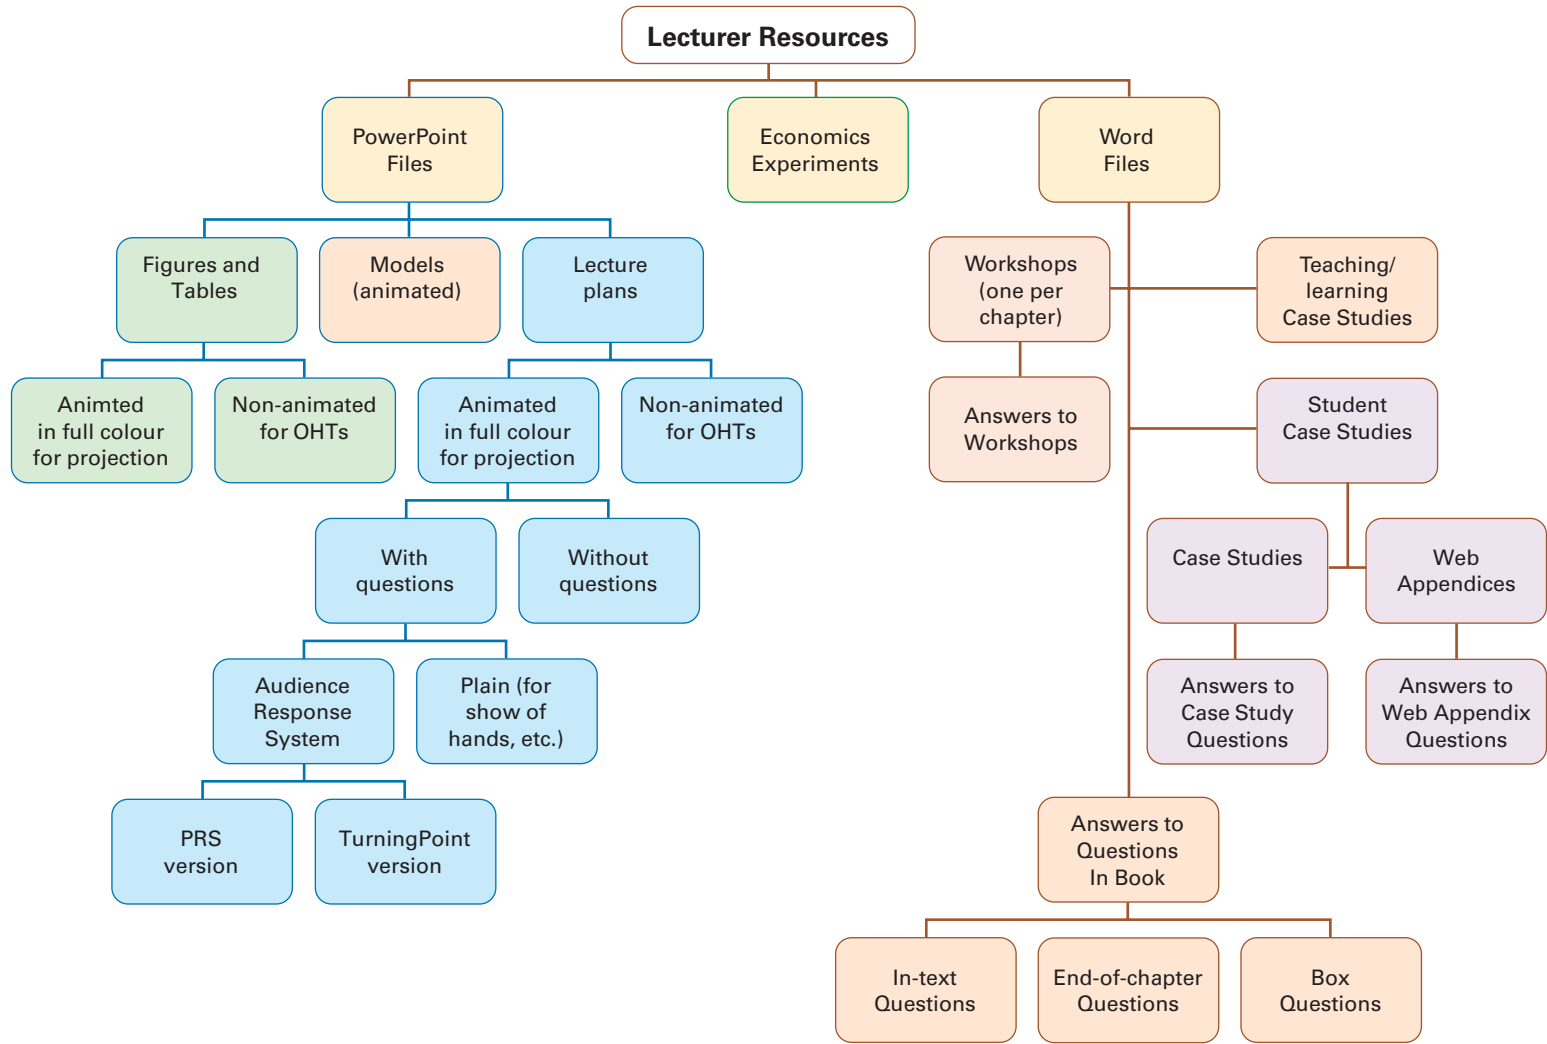 Lecturer Resources
PowerPoint
Files
Economics
Experiments
Word
Files
Figures and
Tables
Models
(animated)
Lecture
plans
Workshops
(one per
chapter)
Teaching/
learning
Case Studies
Animted
in full colour
for projection
Non-animated
for OHTs
Animated
in full colour
for projection
Non-animated
for OHTs
Answers to
Workshops
Student
Case Studies
With
questions
Without
questions
Case Studies
Web
Appendices
Audience
Response
System
Plain (for
show of
hands, etc.)
Answers to
Case Study
Questions
Answers to
Web Appendix
Questions
PRS
version
TurningPoint
version
Answers to
Questions
In Book
In-text
Questions
End-of-chapter
Questions
Box
Questions